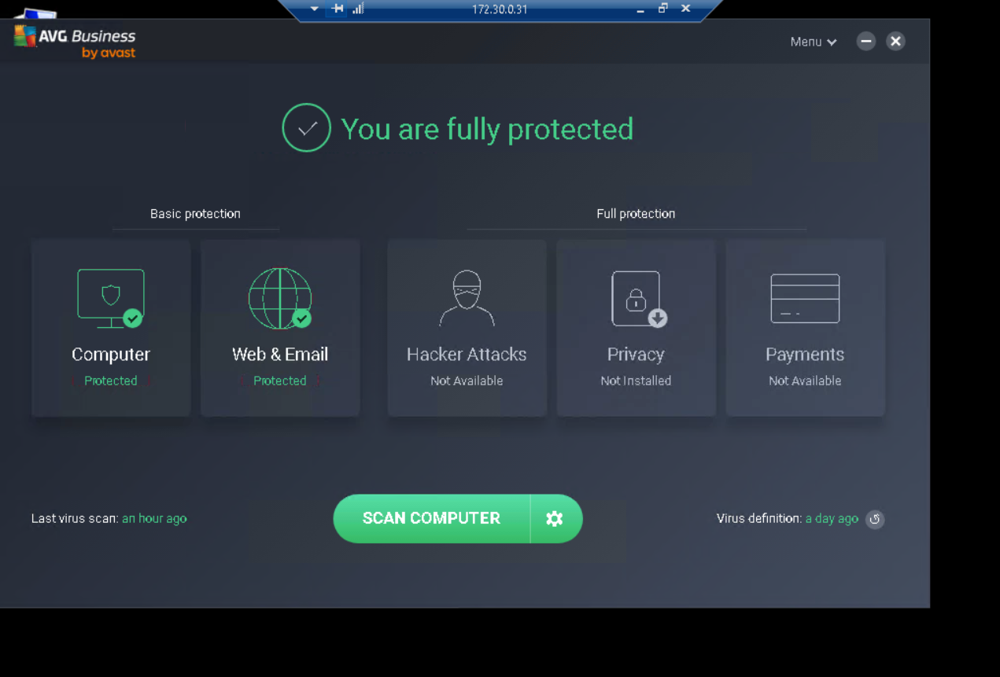 172.30.0.31
AVG Business
by avast
Menu
You are fully protected
Basic protection
Full protection
Computer
Protected
Web & Email
Protected
Hacker Attacks
Not Available
Privacy
Not Installed
Payments
Not Available
Last virus scan: an hour ago
SCAN COMPUTER
Virus definition: a day ago